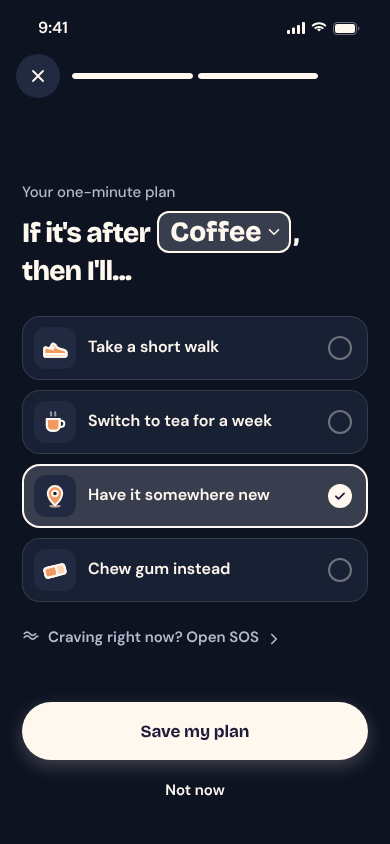 9:41
Your one-minute plan
If it's after Coffee,
then I'll...
Take a short walk
Switch to tea for a week
Have it somewhere new
Chew gum instead
Craving right now? Open SOS
Save my plan
Not now